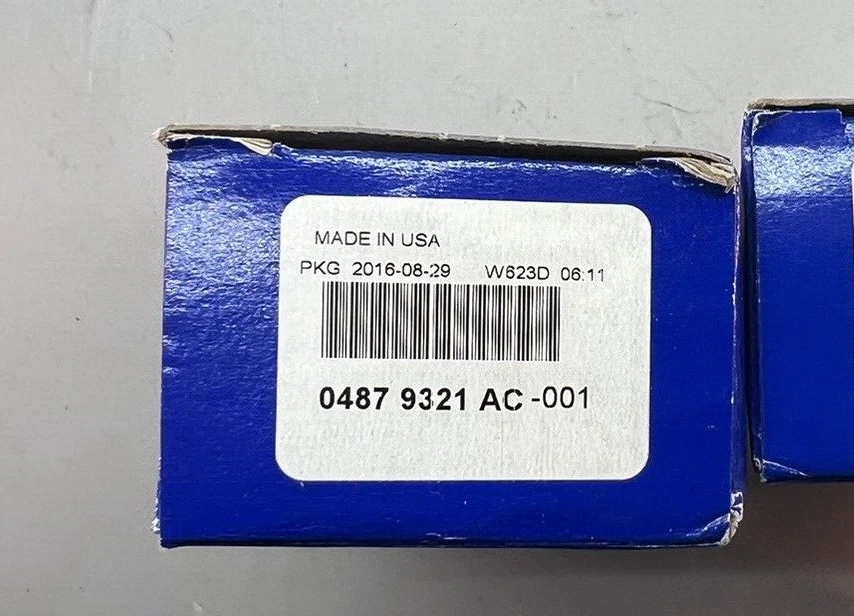 MADE IN USA
PKG 2016-08-29 W623D 06:11
0487 9321 AC -001